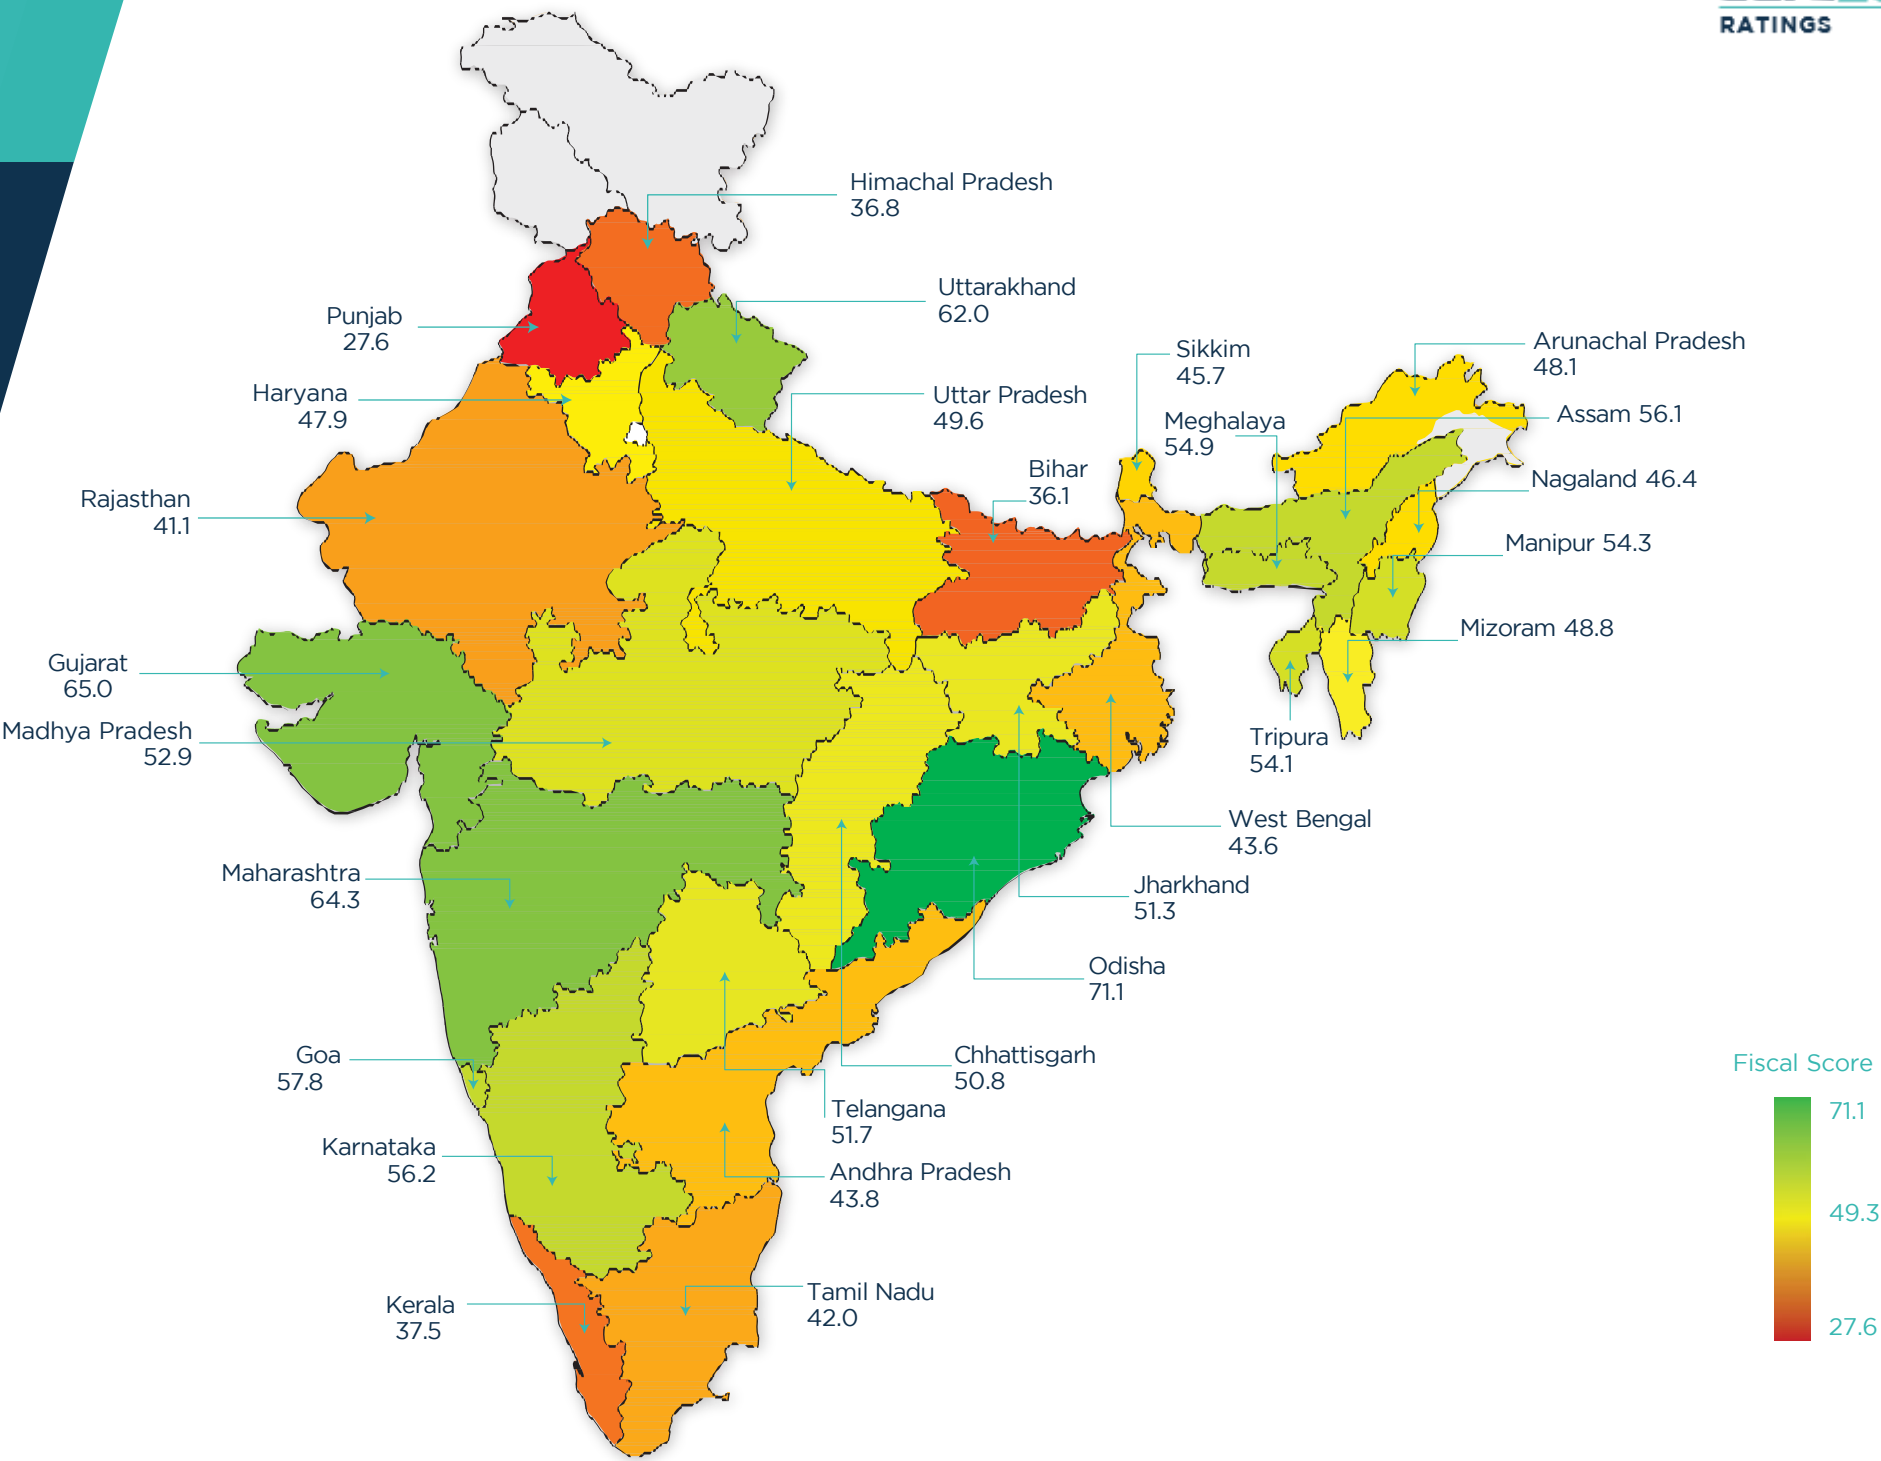 RATINGS
Himachal Pradesh
36.8
Uttarakhand
62.0
Punjab
27.6
Sikkim
45.7
Arunachal Pradesh
48.1
Haryana
47.9
Uttar Pradesh
49.6
Meghalaya
54.9
Assam 56.1
Bihar
36.1
Nagaland 46.4
Rajasthan
41.1
Manipur 54.3
Mizoram 48.8
Gujarat
65.0
Madhya Pradesh
52.9
Tripura
54.1
West Bengal
43.6
Maharashtra
64.3
Jharkhand
51.3
Odisha
71.1
Goa
57.8
Chhattisgarh
50.8
Fiscal Score
71.1
49.3
27.6
Telangana
51.7
Karnataka
56.2
Andhra Pradesh
43.8
Kerala
37.5
Tamil Nadu
42.0